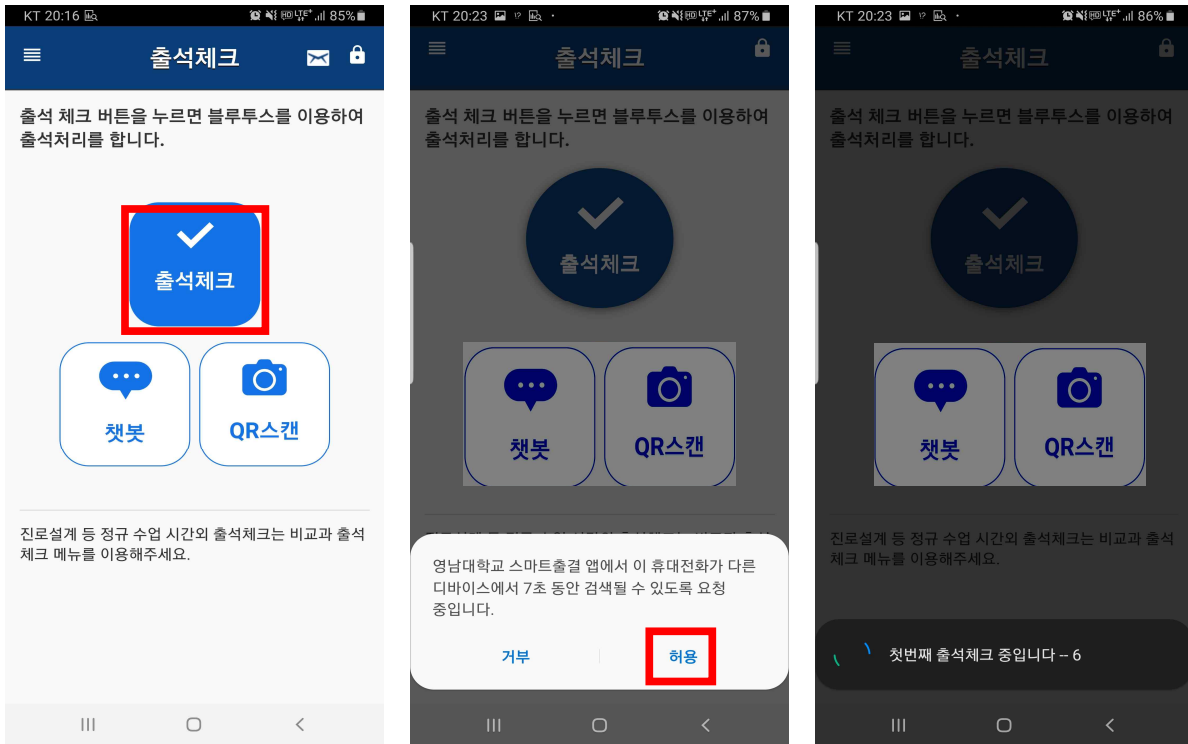 KT 20:16
85%
출석체크
출석 체크 버튼을 누르면 블루투스를 이용하여
출석처리를 합니다.
출석체크
챗봇
QR스캔
진로설계 등 정규 수업 시간외 출석체크는 비교과 출석
체크 메뉴를 이용해주세요.
KT 20:23
87%
출석체크
출석 체크 버튼을 누르면 블루투스를 이용하여
출석처리를 합니다.
출석체크
챗봇
QR스캔
영남대학교 스마트출결 앱에서 이 휴대전화가 다른
디바이스에서 7초 동안 검색될 수 있도록 요청
중입니다.
거부
허용
KT 20:23
86%
출석체크
출석 체크 버튼을 누르면 블루투스를 이용하여
출석처리를 합니다.
출석체크
챗봇
QR스캔
진로설계 등 정규 수업 시간외 출석체크는 비교과 출석
체크 메뉴를 이용해주세요.
첫번째 출석체크 중입니다 -- 6